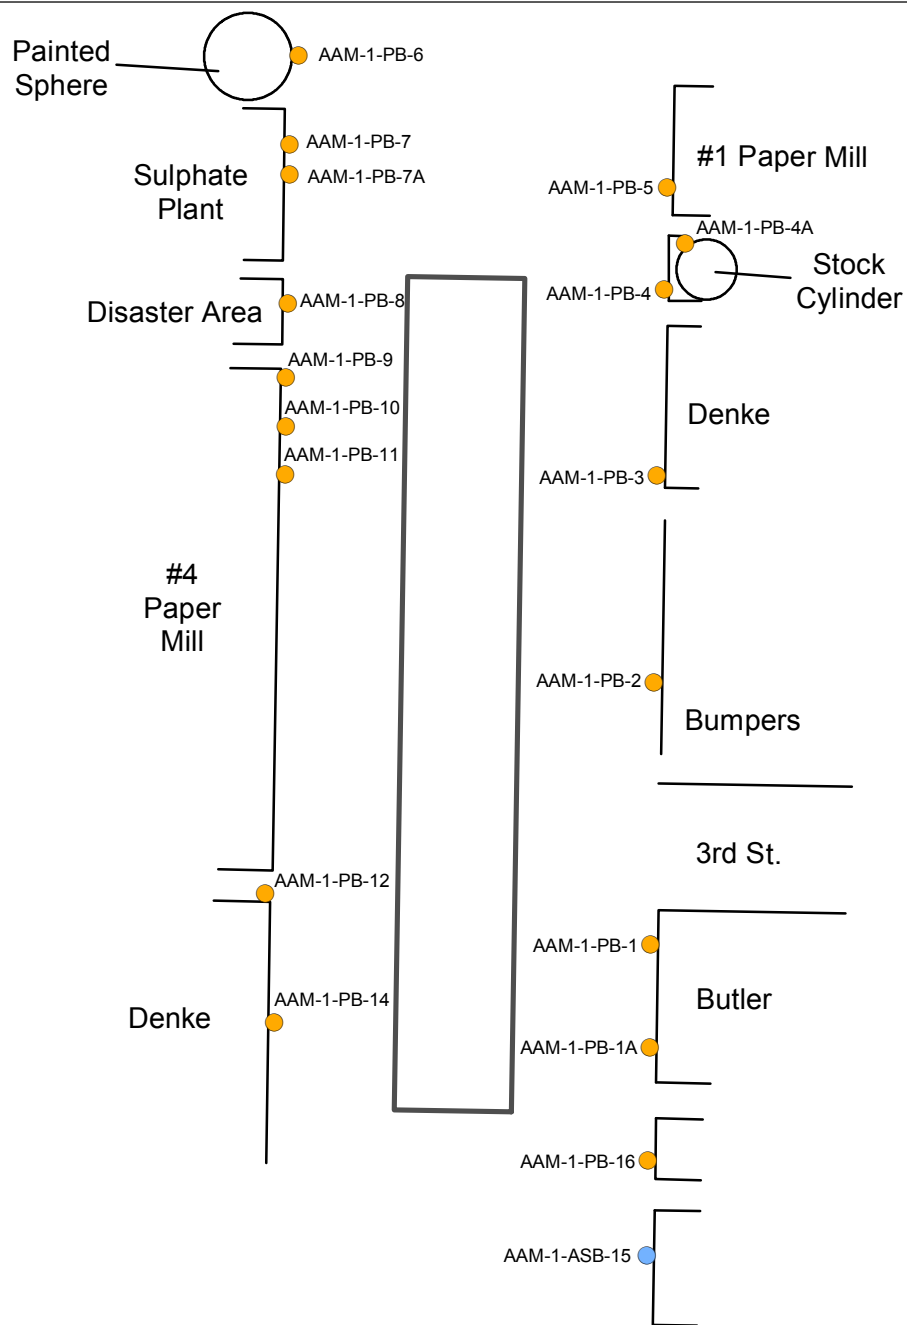 Painted
Sphere
AAM-1-PB-6
AAM-1-PB-7
AAM-1-PB-7A
Sulphate
Plant
#1 Paper Mill
AAM-1-PB-5
AAM-1-PB-4A
Stock
Cylinder
AAM-1-PB-4
AAM-1-PB-8
Disaster Area
AAM-1-PB-9
AAM-1-PB-10
AAM-1-PB-11
Denke
AAM-1-PB-3
#4
Paper
Mill
AAM-1-PB-2
Bumpers
3rd St.
AAM-1-PB-12
AAM-1-PB-1
AAM-1-PB-14
Denke
Butler
AAM-1-PB-1A
AAM-1-PB-16
AAM-1-ASB-15